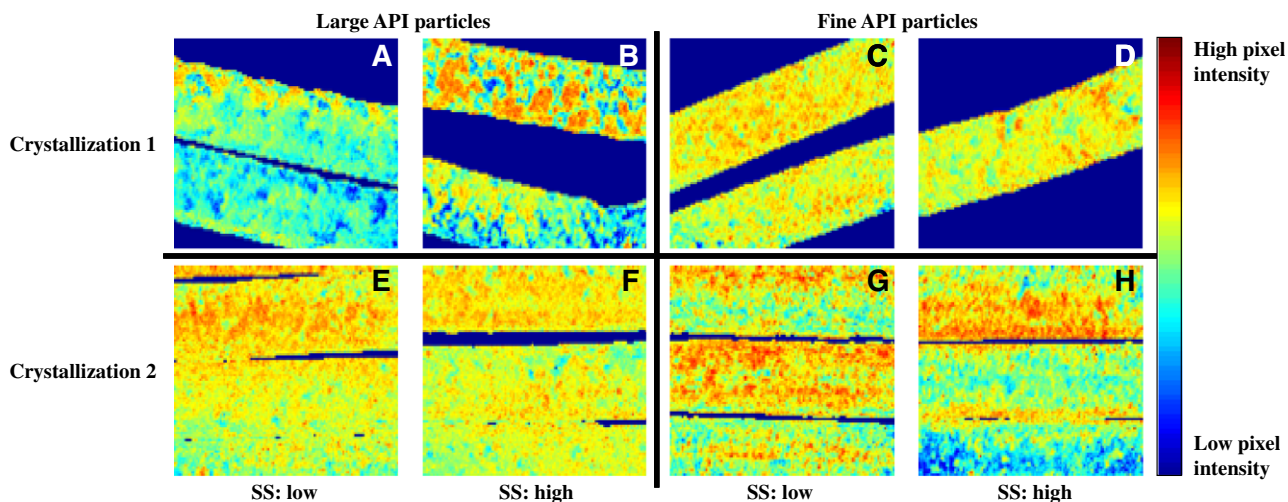 Large API particles
Fine API particles
A
B
C
D
High pixel
intensity
Crystallization 1
E
F
G
H
Crystallization 2
Low pixel
intensity
SS: low
SS: high
SS: low
SS: high